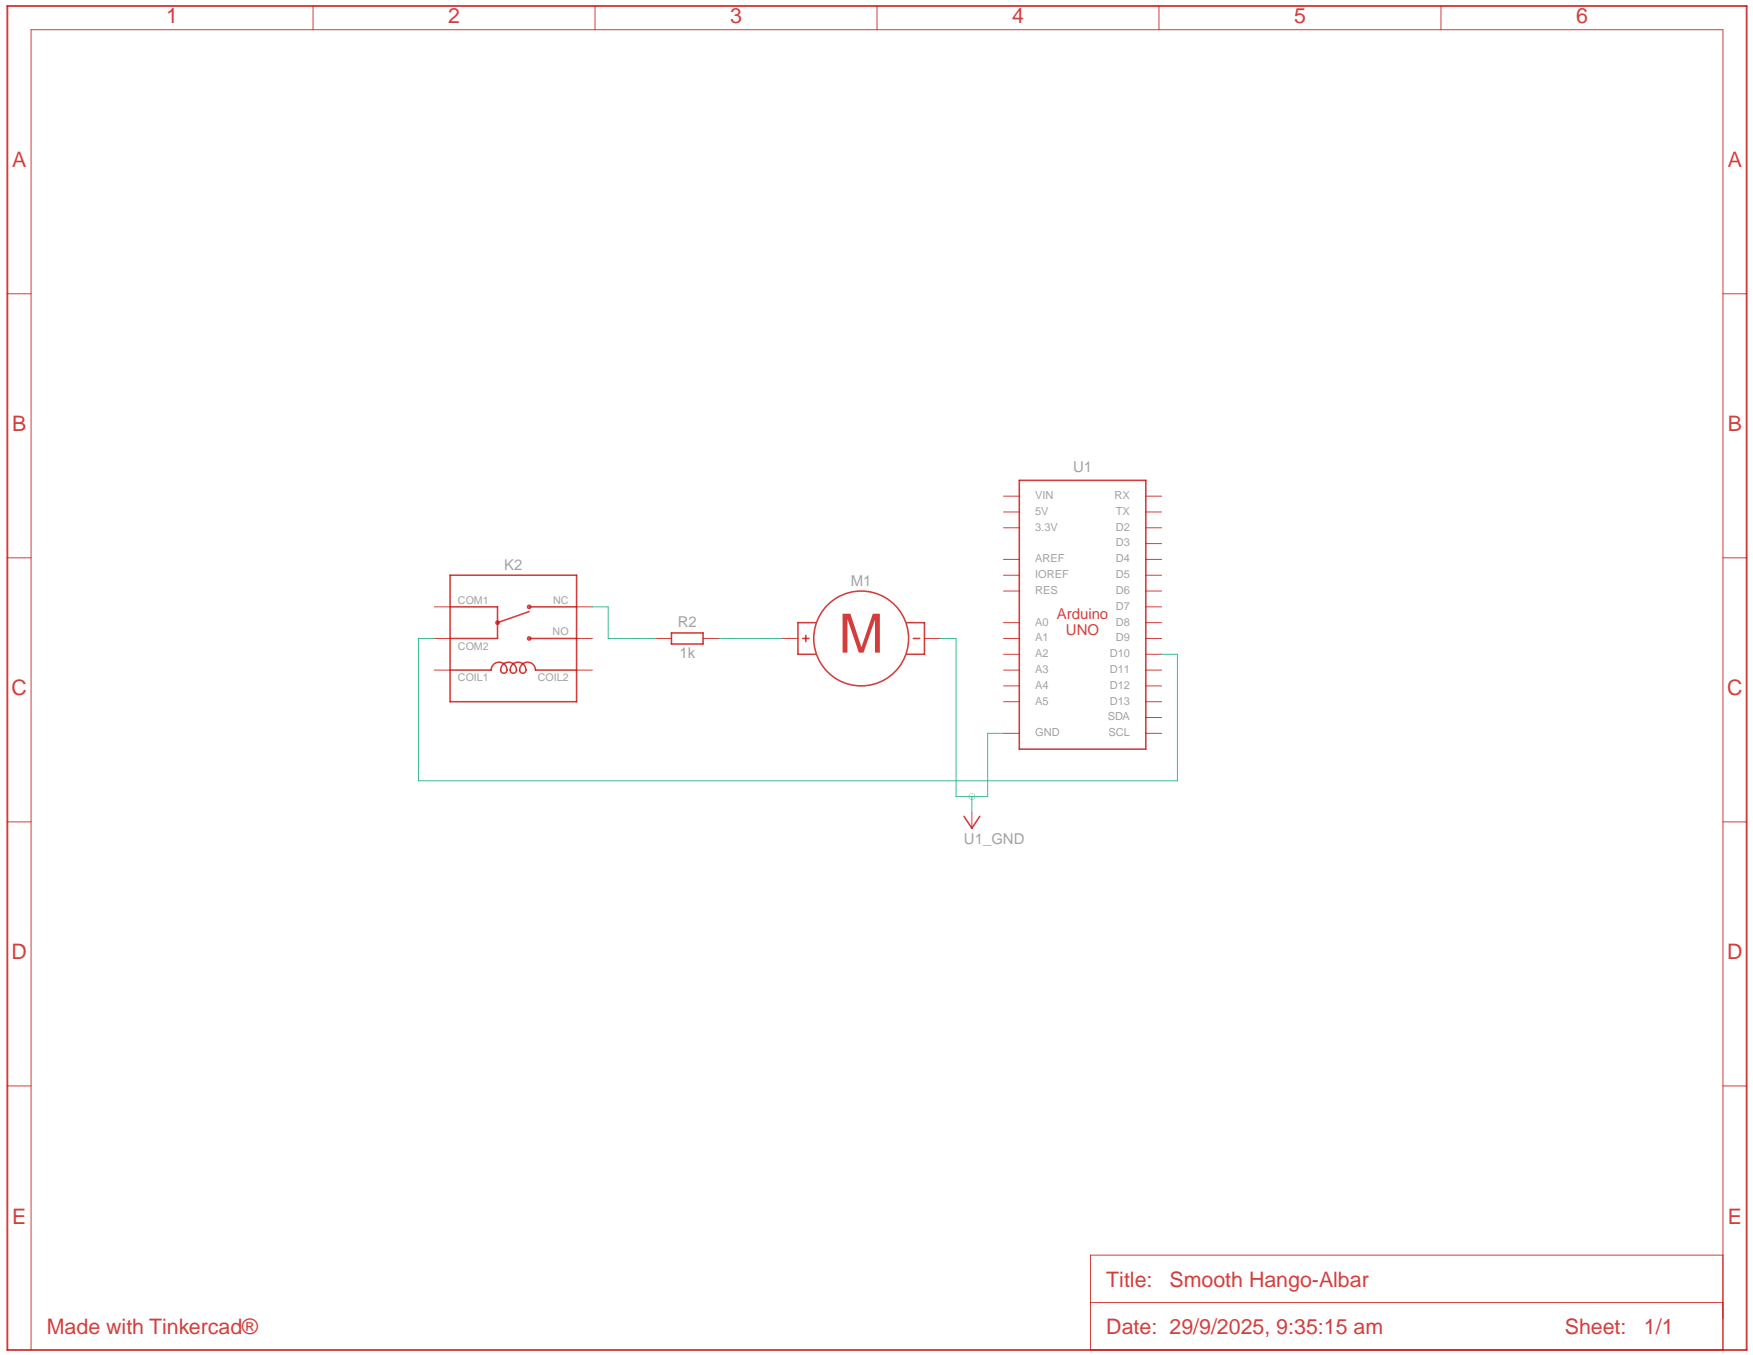 1 2 3 4 5 6
A A
B B
U1
VIN RX
5V TX
3.3V D2
D3
AREF D4
IOREF D5
RES D6
D7
Arduino
UNO
A0 D8
A1 D9
A2 D10
A3 D11
A4 D12
A5 D13
SDA
GND SCL
K2
COM1 NC
NO
COM2
COIL1 COIL2
R2
1k
M1
+ M -
C C
U1_GND
D D
E E
Title: Smooth Hango-Albar
Made with Tinkercad®
Date: 29/9/2025, 9:35:15 am Sheet: 1/1